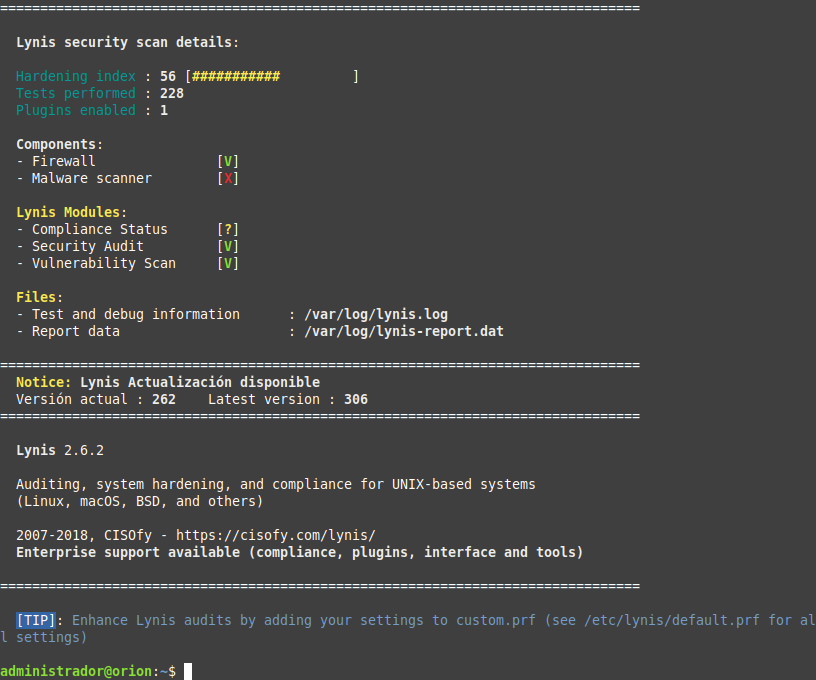 ================================================================================
Lynis security scan details:
Hardening index : 56 [###########         ]
Tests performed : 228
Plugins enabled : 1
Components:
- Firewall               [V]
- Malware scanner        [X]
Lynis Modules:
- Compliance Status      [?]
- Security Audit         [V]
- Vulnerability Scan     [V]
Files:
- Test and debug information      : /var/log/lynis.log
- Report data                     : /var/log/lynis-report.dat
================================================================================
Notice: Lynis Actualización disponible
Versión actual : 262    Latest version : 306
================================================================================
Lynis 2.6.2
Auditing, system hardening, and compliance for UNIX-based systems
(Linux, macOS, BSD, and others)
2007-2018, CISOfy - https://cisofy.com/lynis/
Enterprise support available (compliance, plugins, interface and tools)
================================================================================
[TIP]: Enhance Lynis audits by adding your settings to custom.prf (see /etc/lynis/default.prf for al
l settings)
administrador@orion:~$